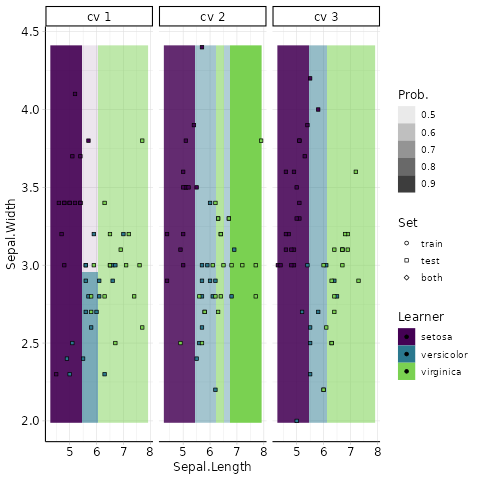 cv 1 cv 2 cv 3
4.5
4.0
3.5
3.0
2.5
2.0
Sepal.Width
5 6 7 8 5 6 7 8 5 6 7 8
Sepal.Length
Prob.
0.5
0.6
0.7
0.8
0.9
Set
train
test
both
Learner
setosa
versicolor
virginica